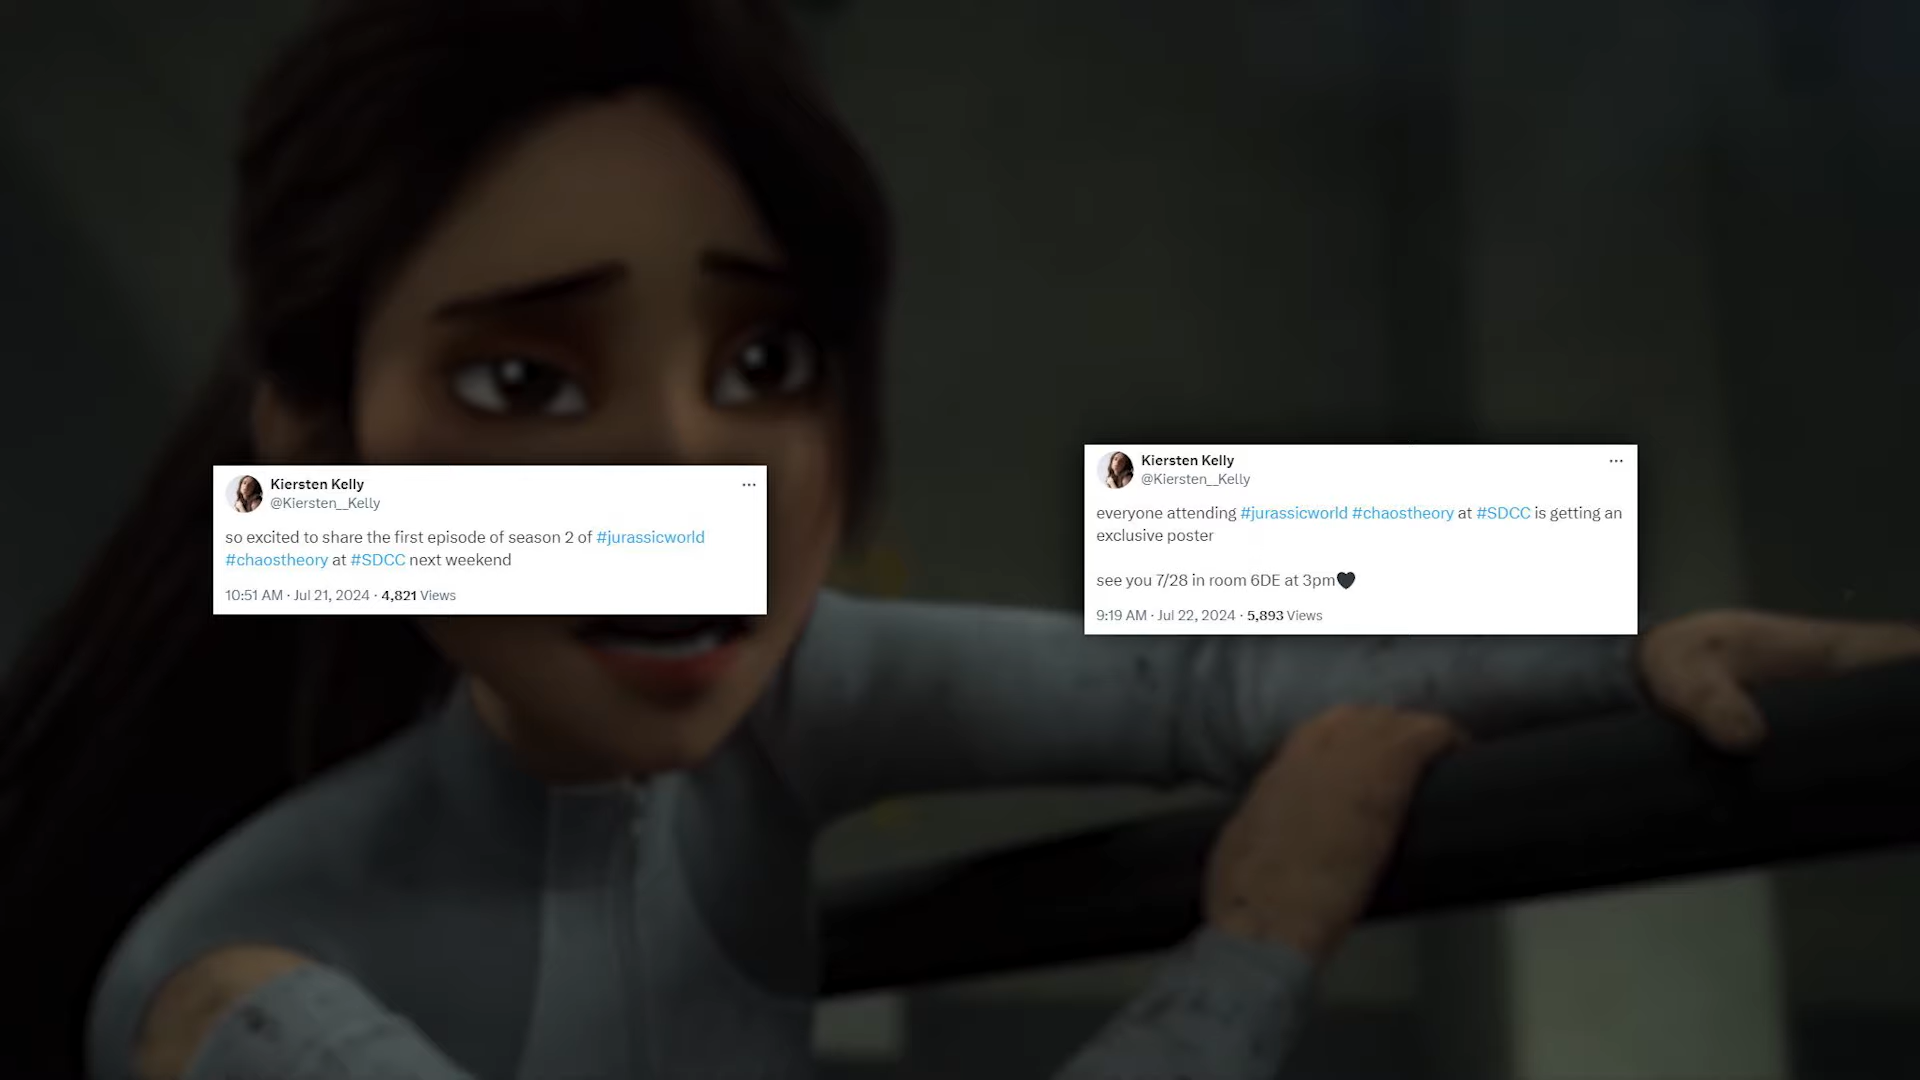 Kiersten Kelly
@Kiersten__Kelly
so excited to share the first episode of season 2 of #jurassicworld
#chaostheory at #SDCC next weekend
10:51 AM · Jul 21, 2024 · 4,821 Views
Kiersten Kelly
@Kiersten__Kelly
everyone attending #jurassicworld #chaostheory at #SDCC is getting an
exclusive poster
see you 7/28 in room 6DE at 3pm🖤
9:19 AM · Jul 22, 2024 · 5,893 Views